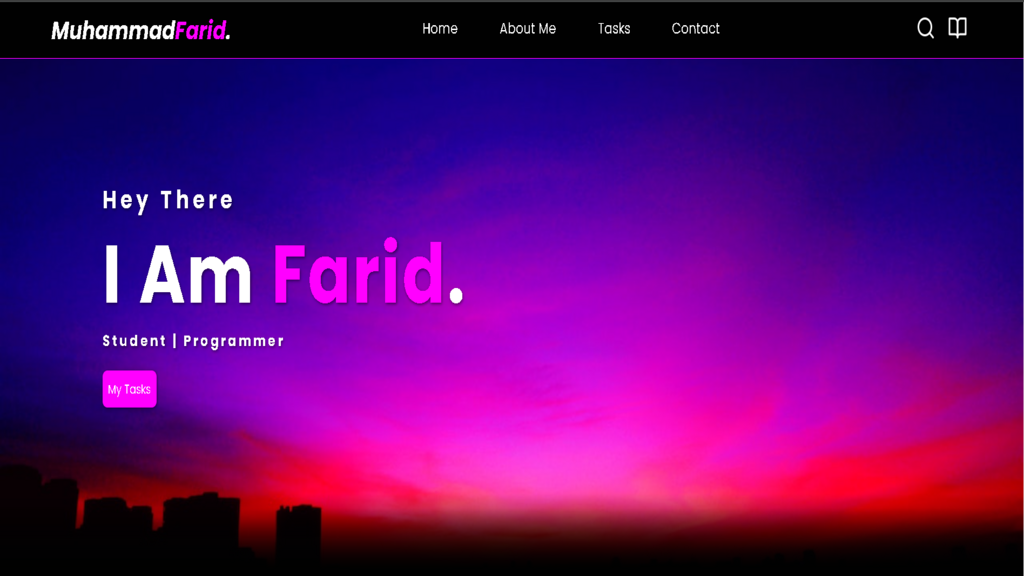 MuhammadFarid.
Home About Me Tasks Contact
Hey There
I Am Farid.
Student | Programmer
My Tasks